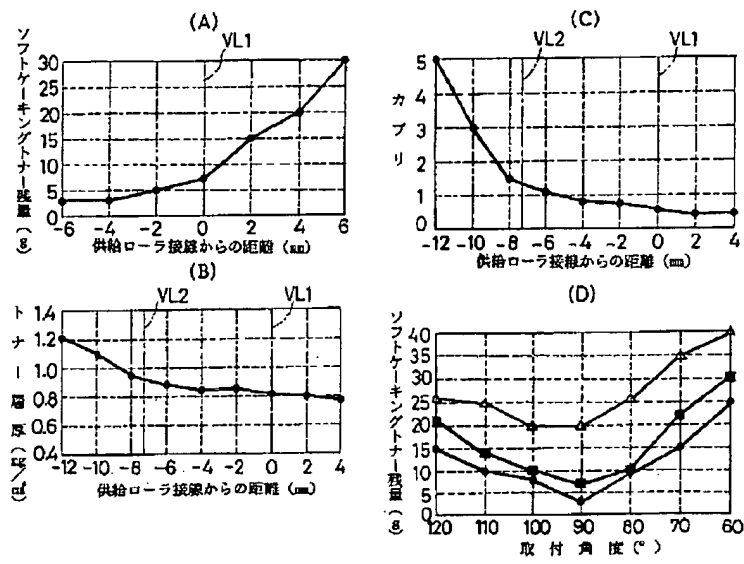 (A)
VL1
ソフトケーキングトナー残量(g)
30
25
20
15
10
5
0
-6 -4 -2 0 2 4 6
供給ローラ接線からの距離(mm)
(B)
VL2 VL1
トナー層厚(mg/cm²)
1.4
1.2
1.0
0.8
0.6
0.4
-12 -10 -8 -6 -4 -2 0 2 4
供給ローラ接線からの距離(mm)
(C)
VL2 VL1
カブリ
5
4
3
2
1
0
-12 -10 -8 -6 -4 -2 0 2 4
供給ローラ接線からの距離(mm)
(D)
ソフトケーキングトナー残量(g)
40
35
30
25
20
15
10
5
0
120 110 100 90 80 70 60
取付角度(°)